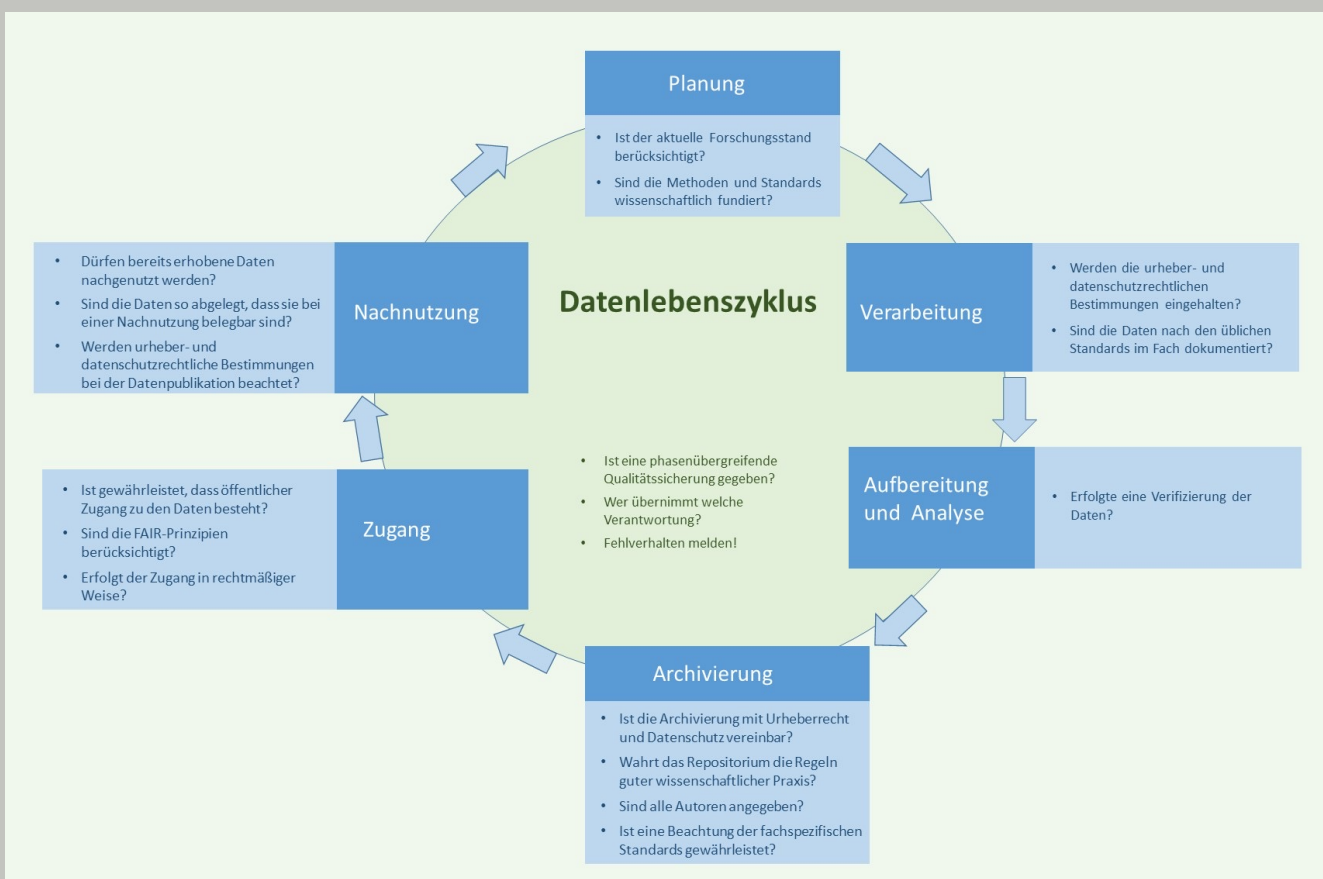 Planung
• Ist der aktuelle Forschungsstand
berücksichtigt?
• Sind die Methoden und Standards
wissenschaftlich fundiert?
Datenlebenszyklus
Verarbeitung
• Werden die urheber- und
datenschutzrechtlichen
Bestimmungen eingehalten?
• Sind die Daten nach den üblichen
Standards im Fach dokumentiert?
Aufbereitung
und Analyse
• Erfolgte eine Verifizierung der
Daten?
Archivierung
• Ist die Archivierung mit Urheberrecht
und Datenschutz vereinbar?
• Wahrt das Repositorium die Regeln
guter wissenschaftlicher Praxis?
• Sind alle Autoren angegeben?
• Ist eine Beachtung der fachspezifischen
Standards gewährleistet?
Zugang
• Ist gewährleistet, dass öffentlicher
Zugang zu den Daten besteht?
• Sind die FAIR-Prinzipien
berücksichtigt?
• Erfolgt der Zugang in rechtmäßiger
Weise?
Nachnutzung
• Dürfen bereits erhobene Daten
nachgenutzt werden?
• Sind die Daten so abgelegt, dass sie bei
einer Nachnutzung belegbar sind?
• Werden urheber- und
datenschutzrechtliche Bestimmungen
bei der Datenpublikation beachtet?
• Ist eine phasenübergreifende
Qualitätssicherung gegeben?
• Wer übernimmt welche
Verantwortung?
• Fehlverhalten melden!